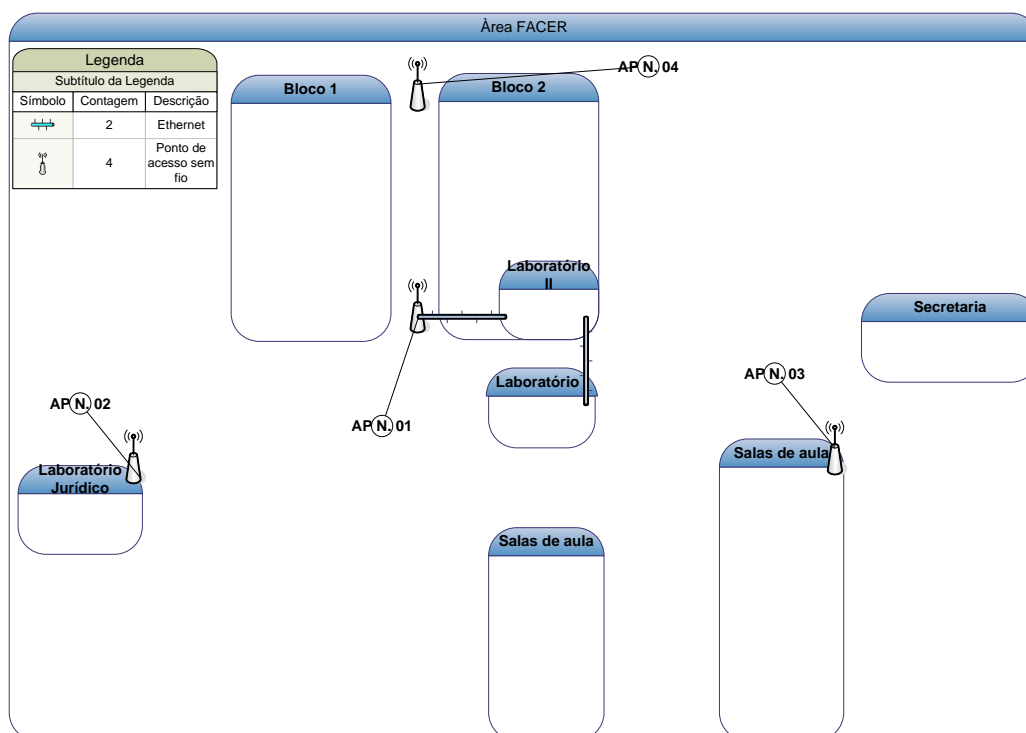 Àrea FACER
Legenda
Subtítulo da Legenda
Símbolo Contagem Descrição
2 Ethernet
4 Ponto de
acesso sem
fio
Bloco 1
Bloco 2
AP N. 04
Laboratório
II
Secretaria
Laboratório
AP N. 03
AP N. 02
AP N. 01
Salas de aula
Laboratório
Jurídico
Salas de aula